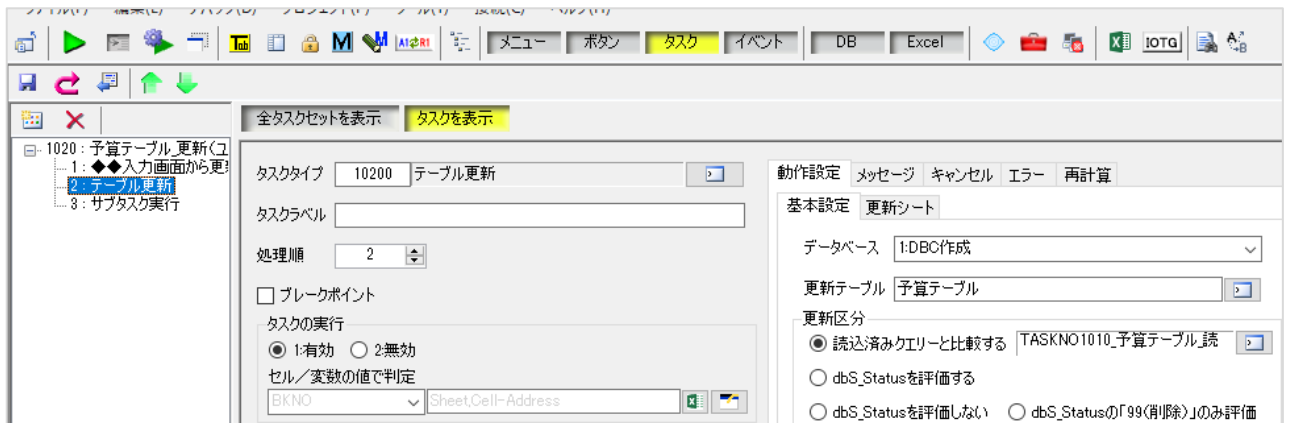 メニュー ボタン タスク イベント DB Excel IOTG
全タスクセットを表示 タスクを表示
1020 : 予算テーブル_更新(ユ
1 : ◆◆入力画面から更
2 : テーブル更新
3 : サブタスク実行
タスクタイプ 10200 テーブル更新
タスクラベル
処理順 2
ブレークポイント
タスクの実行
1:有効 2:無効
セル／変数の値で判定
BKNO Sheet,Cell-Address
動作設定 メッセージ キャンセル エラー 再計算
基本設定 更新シート
データベース 1:DBC作成
更新テーブル 予算テーブル
更新区分
読込済みクエリーと比較する TASKNO1010_予算テーブル_読
dbS_Statusを評価する
dbS_Statusを評価しない dbS_Statusの「99(削除)」のみ評価